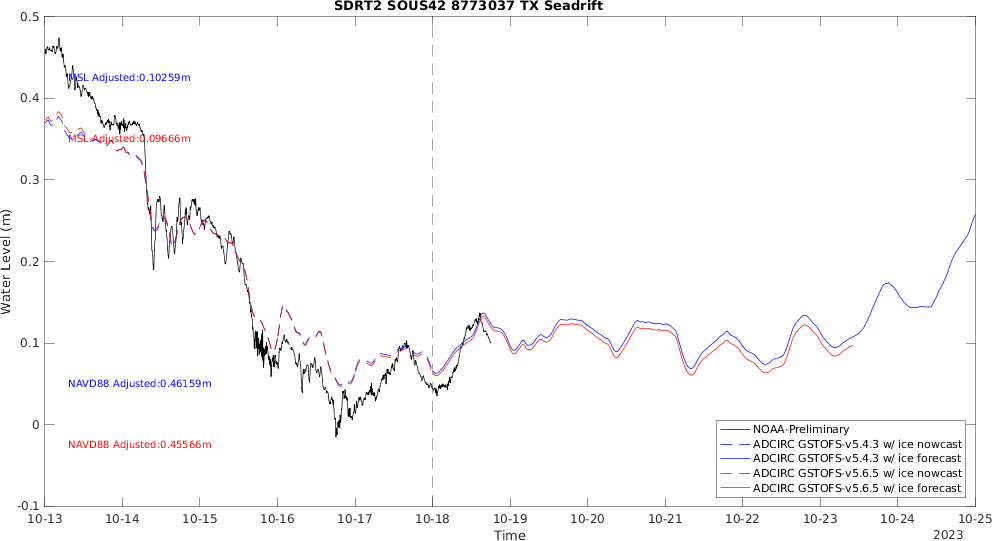 SDRT2 SOUS42 8773037 TX Seadrift
0.5
0.4
0.3
0.2
0.1
0
-0.1
Water Level (m)
MSL Adjusted:0.10259m
MSL Adjusted:0.09666m
NAVD88 Adjusted:0.46159m
NAVD88 Adjusted:0.45566m
NOAA-Preliminary
ADCIRC GSTOFS-v5.4.3 w/ ice nowcast
ADCIRC GSTOFS-v5.4.3 w/ ice forecast
ADCIRC GSTOFS-v5.6.5 w/ ice nowcast
ADCIRC GSTOFS-v5.6.5 w/ ice forecast
10-13 10-14 10-15 10-16 10-17 10-18 10-19 10-20 10-21 10-22 10-23 10-24 10-25
Time
2023